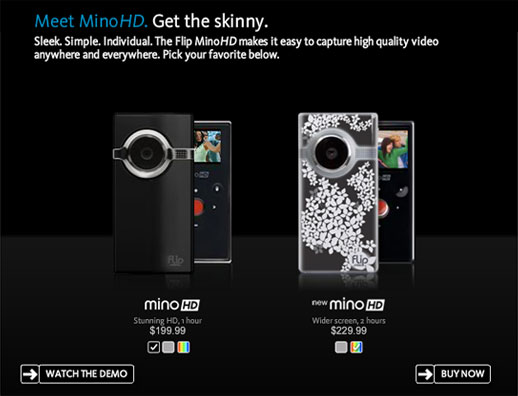 Meet MinoHD. Get the skinny.
Sleek. Simple. Individual. The Flip MinoHD makes it easy to capture high quality video
anywhere and everywhere. Pick your favorite below.
flip
flip
mino HD
Stunning HD, 1 hour
$199.99
new mino HD
Wider screen, 2 hours
$229.99
WATCH THE DEMO
BUY NOW